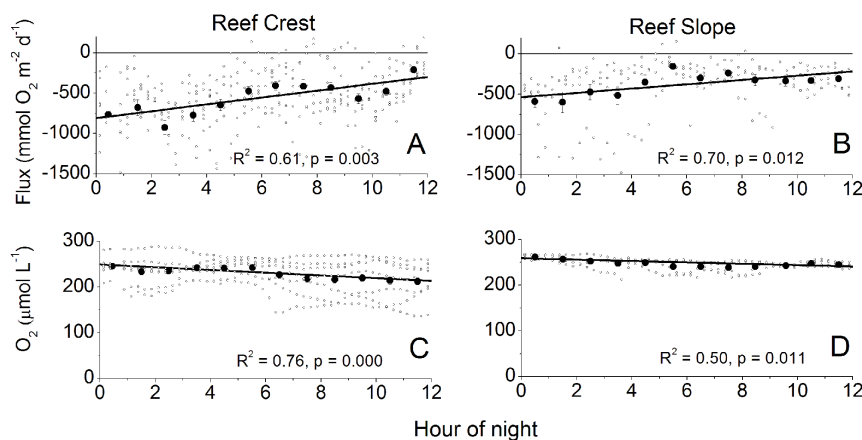 Reef Crest
Reef Slope
Flux (mmol O₂ m⁻² d⁻¹)
0
-500
-1000
-1500
R² = 0.61, p = 0.003
A
0 2 4 6 8 10 12
0
-500
-1000
-1500
R² = 0.70, p = 0.012
B
0 2 4 6 8 10 12
O₂ (μmol L⁻¹)
300
200
100
0
R² = 0.76, p = 0.000
C
0 2 4 6 8 10 12
300
200
100
0
R² = 0.50, p = 0.011
D
0 2 4 6 8 10 12
Hour of night